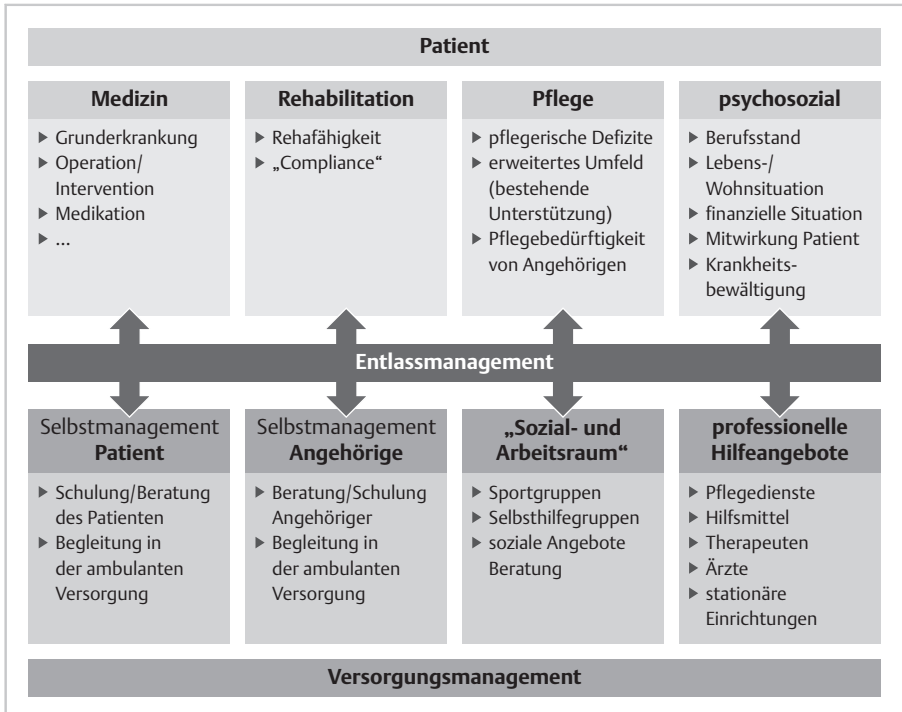 Patient
Medizin
▶ Grunderkrankung
▶ Operation/
Intervention
▶ Medikation
▶ ...
Rehabilitation
▶ Rehafähigkeit
▶ „Compliance“
Pflege
▶ pflegerische Defizite
▶ erweitertes Umfeld
(bestehende
Unterstützung)
▶ Pflegebedürftigkeit
von Angehörigen
psychosozial
▶ Berufsstand
▶ Lebens-/
Wohnsituation
▶ finanzielle Situation
▶ Mitwirkung Patient
▶ Krankheits-
bewältigung
Entlassmanagement
Selbstmanagement
Patient
▶ Schulung/Beratung
des Patienten
▶ Begleitung in
der ambulanten
Versorgung
Selbstmanagement
Angehörige
▶ Beratung/Schulung
Angehöriger
▶ Begleitung in
der ambulanten
Versorgung
„Sozial- und
Arbeitsraum“
▶ Sportgruppen
▶ Selbsthilfegruppen
▶ soziale Angebote
Beratung
professionelle
Hilfeangebote
▶ Pflegedienste
▶ Hilfsmittel
▶ Therapeuten
▶ Ärzte
▶ stationäre
Einrichtungen
Versorgungsmanagement